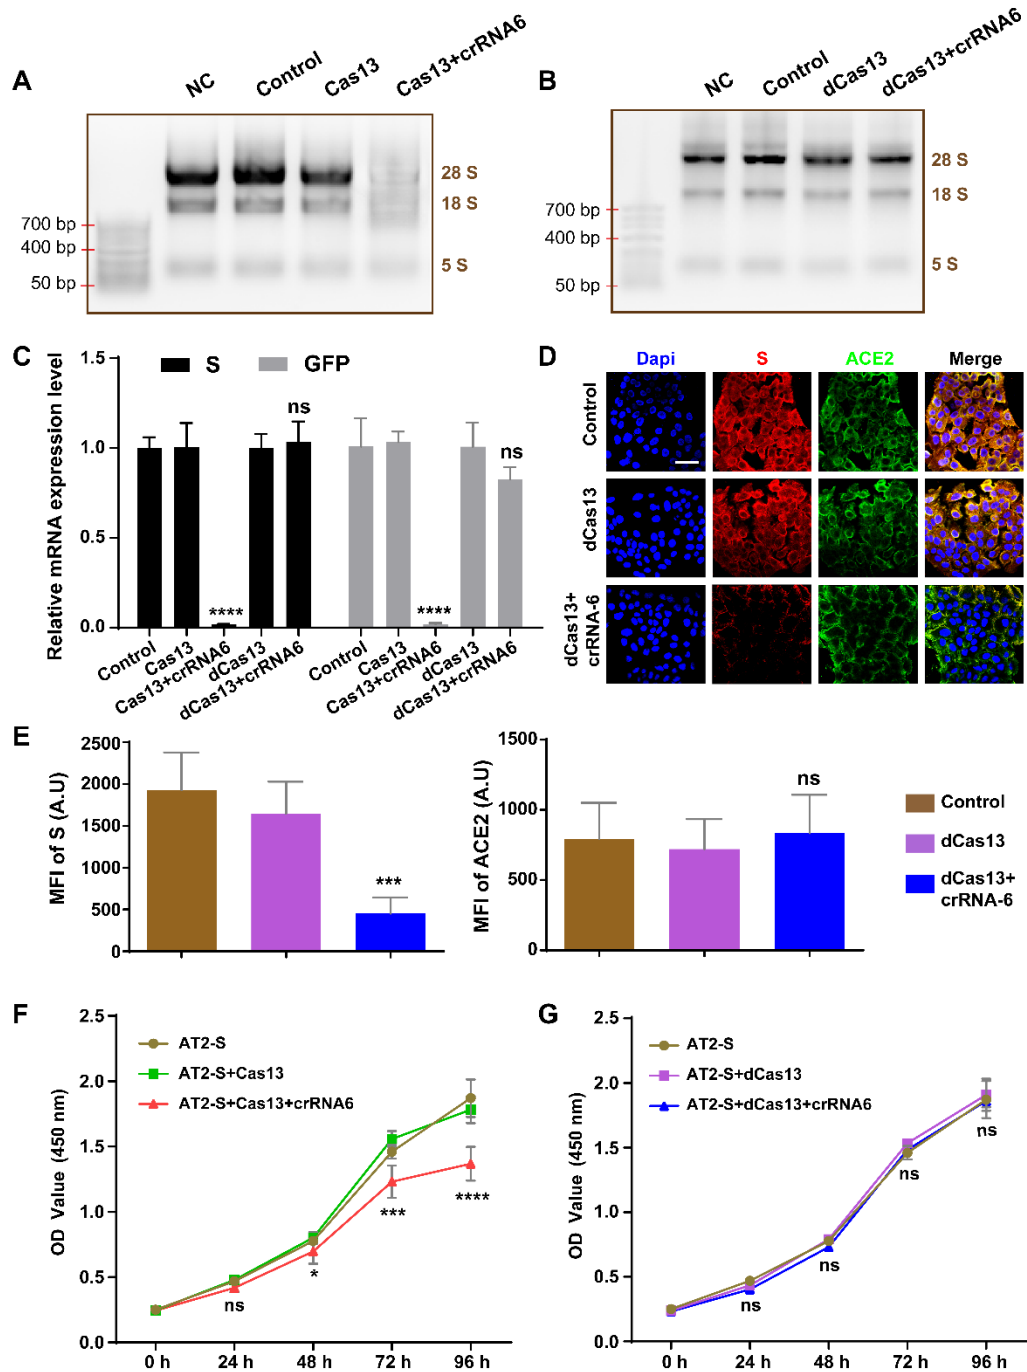 A
NC
Control
Cas13
Cas13+crRNA6
28 S
18 S
5 S
700 bp
400 bp
50 bp
B
NC
Control
dCas13
dCas13+crRNA6
28 S
18 S
5 S
700 bp
400 bp
50 bp
C
S
GFP
Relative mRNA expression level
1.5
1.0
0.5
0.0
ns
****
ns
****
Control
Cas13
Cas13+crRNA6
dCas13
dCas13+crRNA6
Control
Cas13
Cas13+crRNA6
dCas13
dCas13+crRNA6
D
Dapi
S
ACE2
Merge
Control
dCas13
dCas13+
crRNA-6
E
MFI of S (A.U)
2500
2000
1500
1000
500
0
***
MFI of ACE2 (A.U)
1500
1000
500
0
ns
Control
dCas13
dCas13+
crRNA-6
F
AT2-S
AT2-S+Cas13
AT2-S+Cas13+crRNA6
OD Value (450 nm)
2.5
2.0
1.5
1.0
0.5
0.0
ns
*
***
****
0 h
24 h
48 h
72 h
96 h
G
AT2-S
AT2-S+dCas13
AT2-S+dCas13+crRNA6
OD Value (450 nm)
2.5
2.0
1.5
1.0
0.5
0.0
ns
ns
ns
ns
0 h
24 h
48 h
72 h
96 h